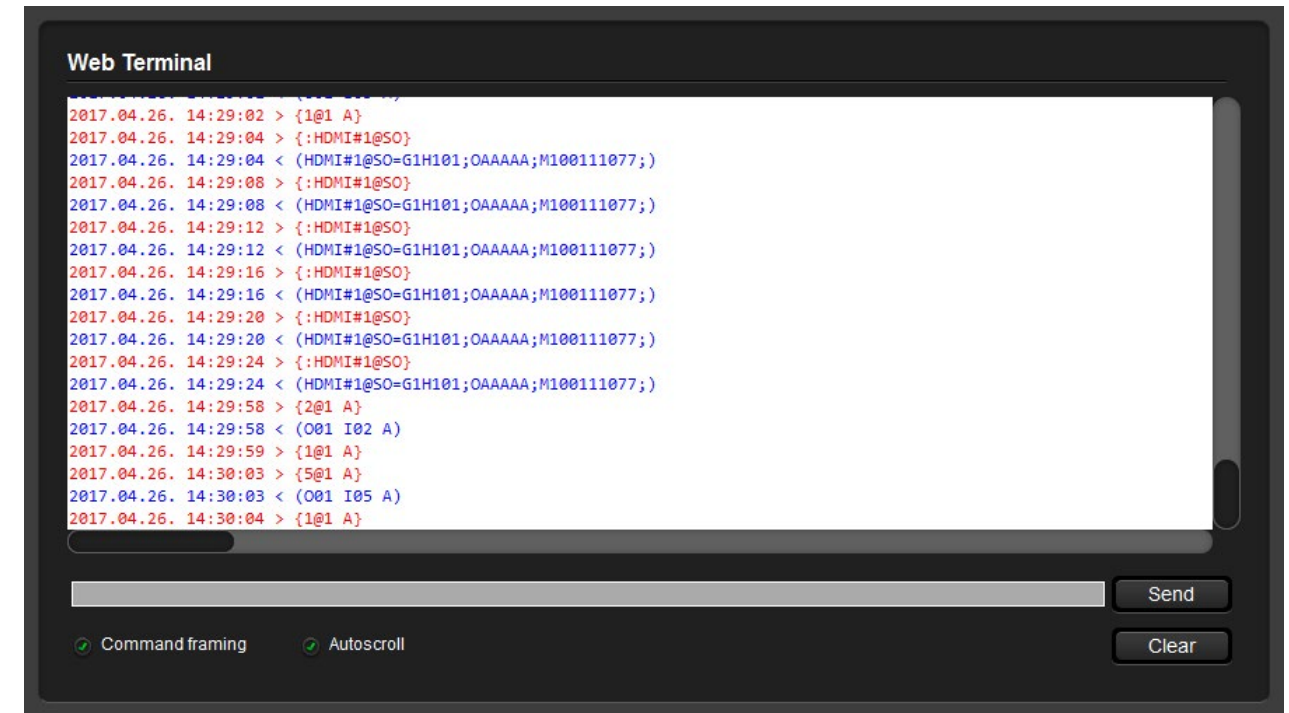 Web Terminal
2017.04.26. 14:29:02 > {1@1 A}
2017.04.26. 14:29:04 > {:HDMI#1@SO}
2017.04.26. 14:29:04 < (HDMI#1@SO=G1H101;OAAAAA;M100111077;)
2017.04.26. 14:29:08 > {:HDMI#1@SO}
2017.04.26. 14:29:08 < (HDMI#1@SO=G1H101;OAAAAA;M100111077;)
2017.04.26. 14:29:12 > {:HDMI#1@SO}
2017.04.26. 14:29:12 < (HDMI#1@SO=G1H101;OAAAAA;M100111077;)
2017.04.26. 14:29:16 > {:HDMI#1@SO}
2017.04.26. 14:29:16 < (HDMI#1@SO=G1H101;OAAAAA;M100111077;)
2017.04.26. 14:29:20 > {:HDMI#1@SO}
2017.04.26. 14:29:20 < (HDMI#1@SO=G1H101;OAAAAA;M100111077;)
2017.04.26. 14:29:24 > {:HDMI#1@SO}
2017.04.26. 14:29:24 < (HDMI#1@SO=G1H101;OAAAAA;M100111077;)
2017.04.26. 14:29:58 > {2@1 A}
2017.04.26. 14:29:58 < (O01 I02 A)
2017.04.26. 14:29:59 > {1@1 A}
2017.04.26. 14:30:03 > {5@1 A}
2017.04.26. 14:30:03 < (O01 I05 A)
2017.04.26. 14:30:04 > {1@1 A}
Send
Command framing Autoscroll Clear